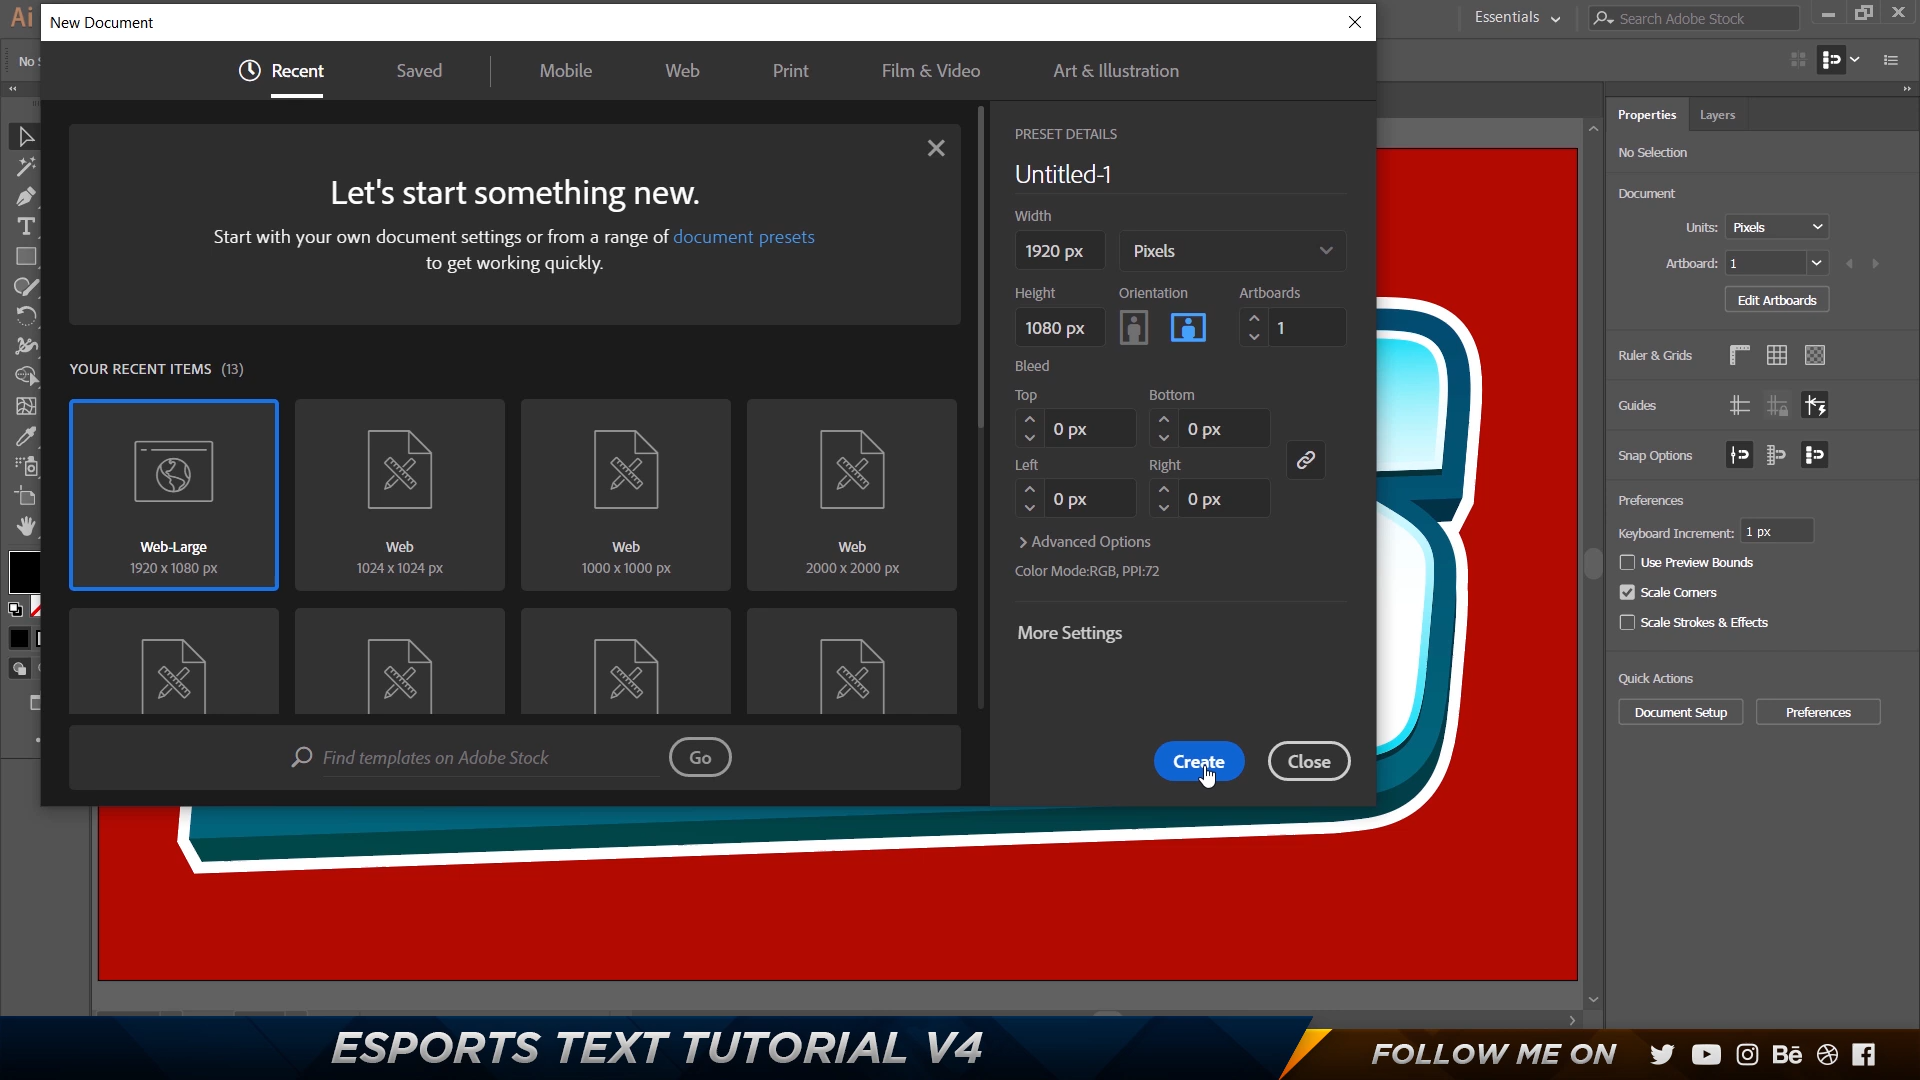 Ai
New Document
Essentials
Search Adobe Stock
No S
Recent
Saved
Mobile
Web
Print
Film & Video
Art & Illustration
Let's start something new.
Start with your own document settings or from a range of document presets
to get working quickly.
YOUR RECENT ITEMS (13)
Web-Large
1920 x 1080 px
Web
1024 x 1024 px
Web
1000 x 1000 px
Web
2000 x 2000 px
Find templates on Adobe Stock
Go
PRESET DETAILS
Untitled-1
Width
1920 px
Pixels
Height
Orientation
Artboards
1080 px
1
Bleed
Top
Bottom
0 px
0 px
Left
Right
0 px
0 px
Advanced Options
Color Mode:RGB, PPI:72
More Settings
Create
Close
Properties
Layers
No Selection
Document
Units: Pixels
Artboard: 1
Edit Artboards
Ruler & Grids
Guides
Snap Options
Preferences
Keyboard Increment: 1 px
Use Preview Bounds
Scale Corners
Scale Strokes & Effects
Quick Actions
Document Setup
Preferences
ESPORTS TEXT TUTORIAL V4
FOLLOW ME ON
Bē